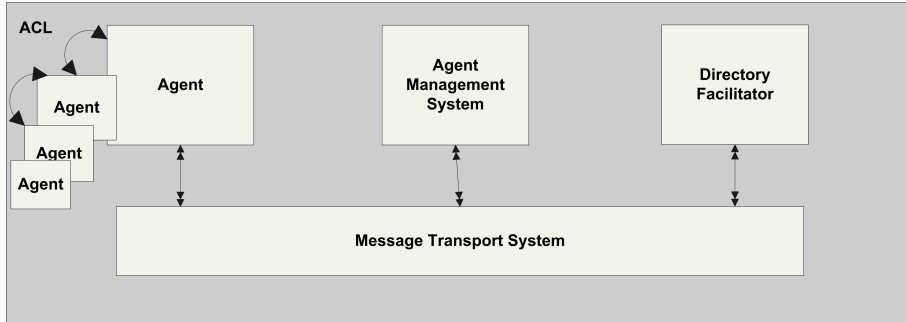 ACL
Agent
Agent
Agent
Agent
Agent
Management
System
Directory
Facilitator
Message Transport System